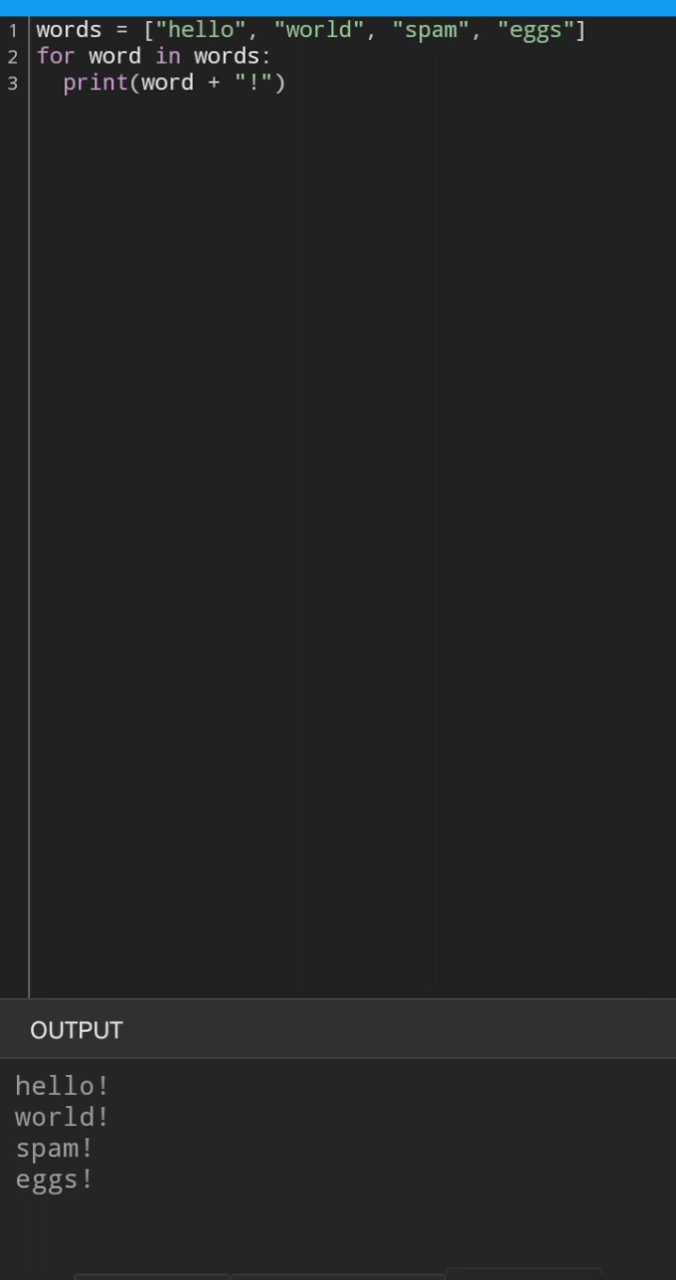 1 words = ["hello", "world", "spam", "eggs"]
2 for word in words:
3   print(word + "!")
OUTPUT
hello!
world!
spam!
eggs!